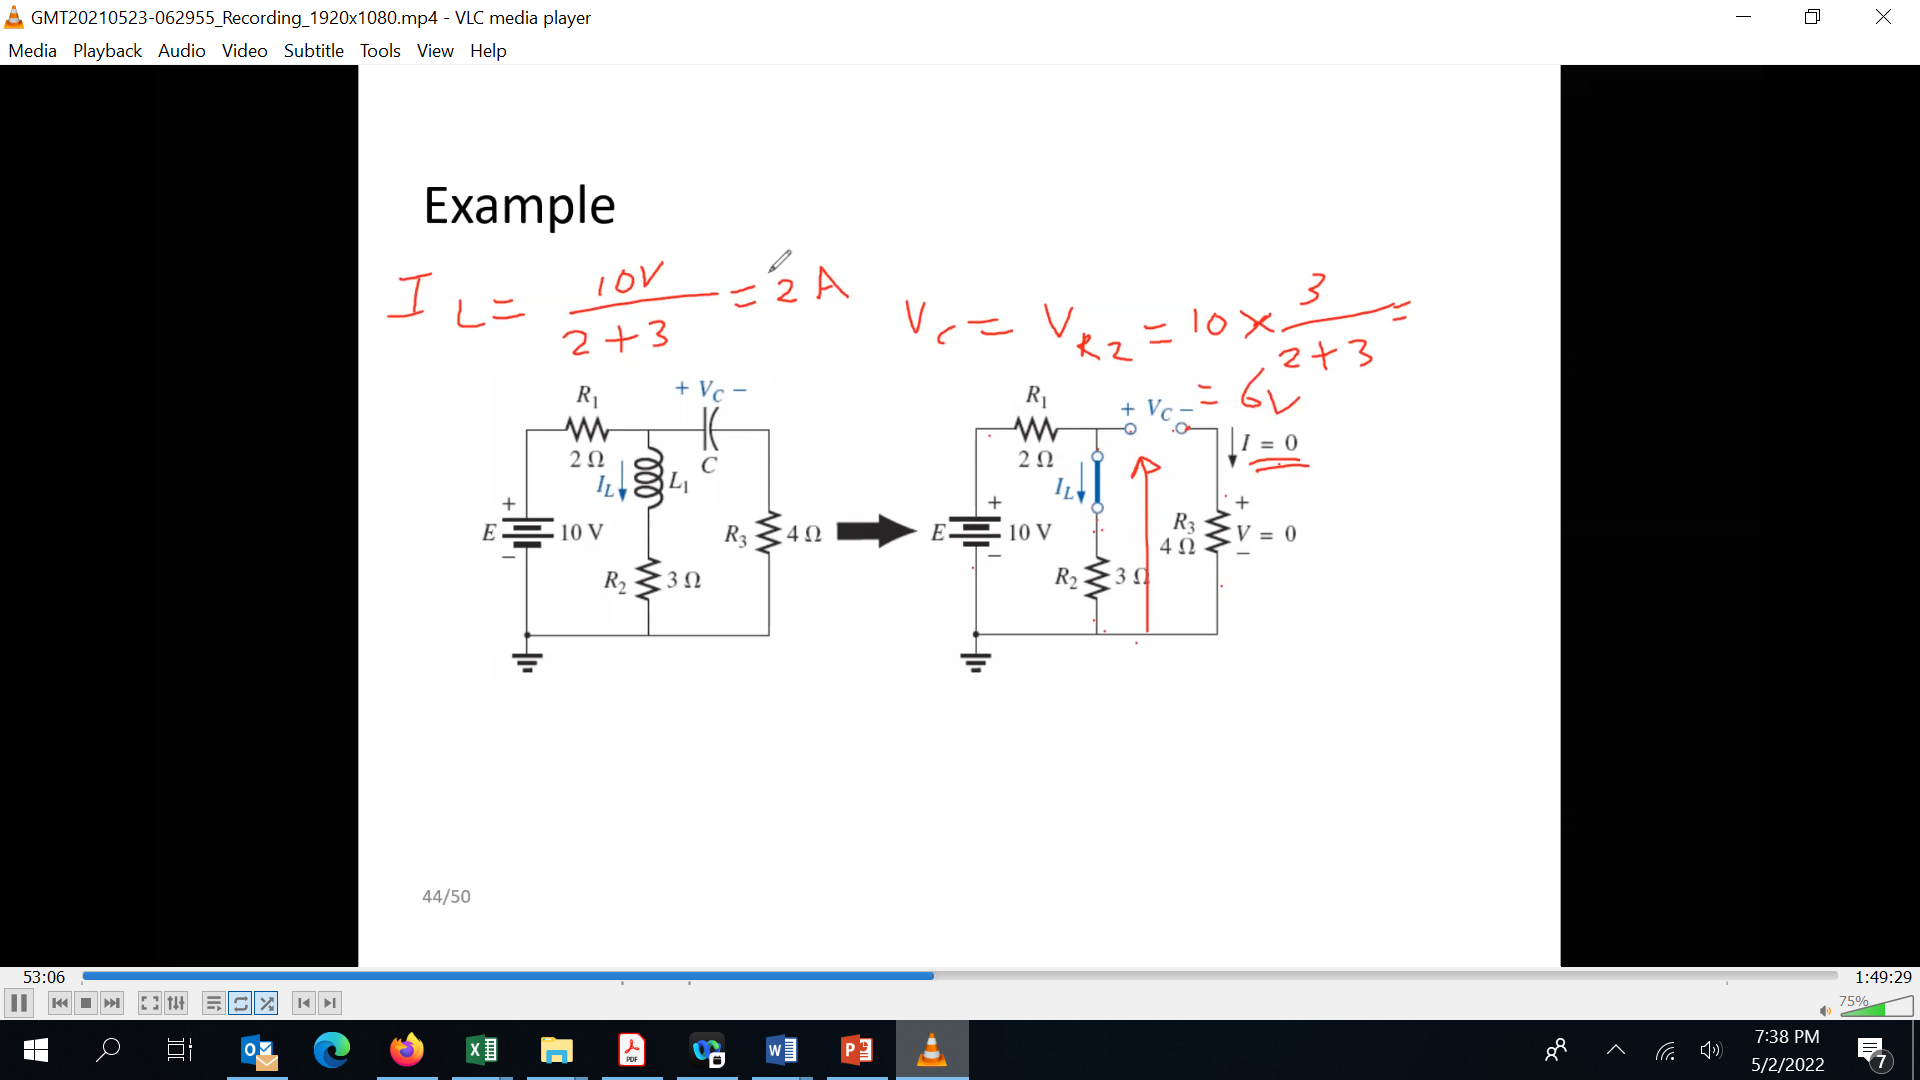 GMT20210523-062955_Recording_1920x1080.mp4 - VLC media player
Media Playback Audio Video Subtitle Tools View Help
Example
I L = 10V / 2+3 = 2 A
Vc = VR2 = 10 × 3 / 2+3 =
= 6V
R1
+ VC −
2 Ω
C
IL
L1
+
E
10 V
−
R3
4 Ω
R2
3 Ω
R1
+ VC −
2 Ω
I = 0
IL
+
E
10 V
−
R3
4 Ω
+
V = 0
−
R2
3 Ω
44/50
53:06
1:49:29
75%
7:38 PM
5/2/2022
7